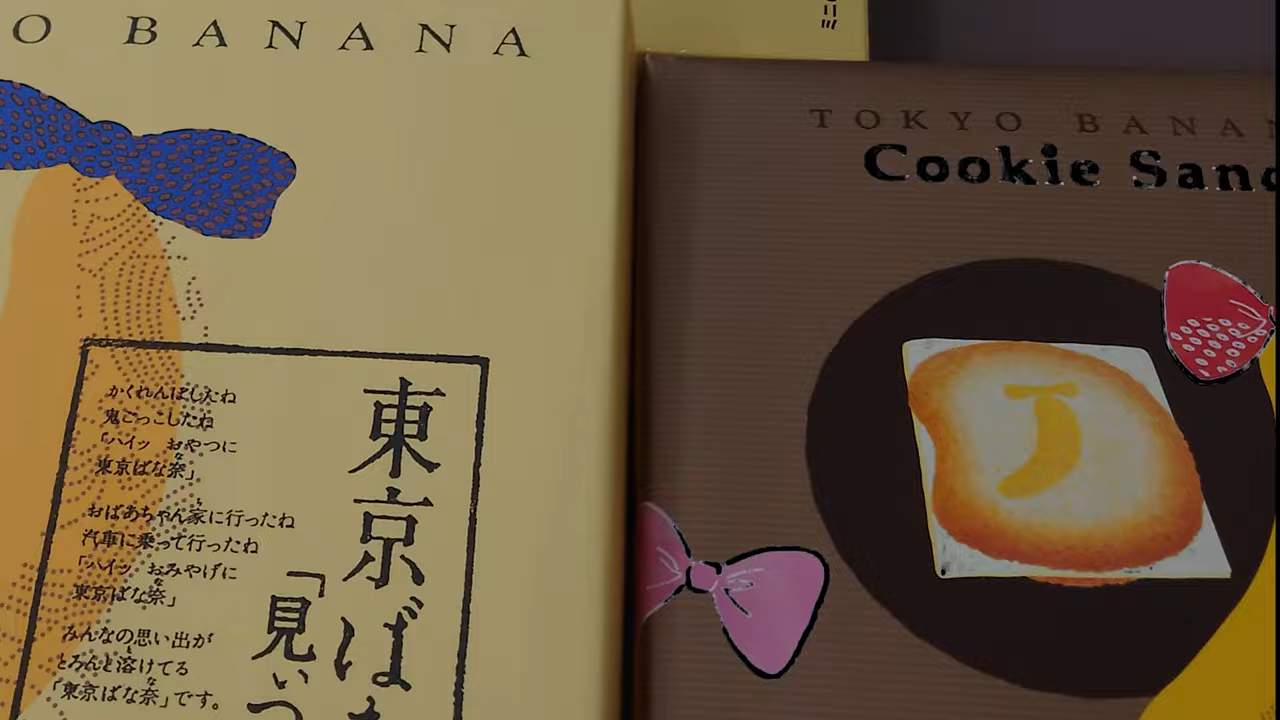 O BANANA
東京ば
「見いつ
かくれんぼしたね
鬼ごっこしたね
「ハイッ おやつに
東京ばな奈」
おばあちゃん家に行ったね
汽車に乗って行ったね
「ハイッ おみやげに
東京ばな奈」
みんなの思い出が
とろんと溶けてる
「東京ばな奈」です。
TOKYO BANAN
Cookie Sand